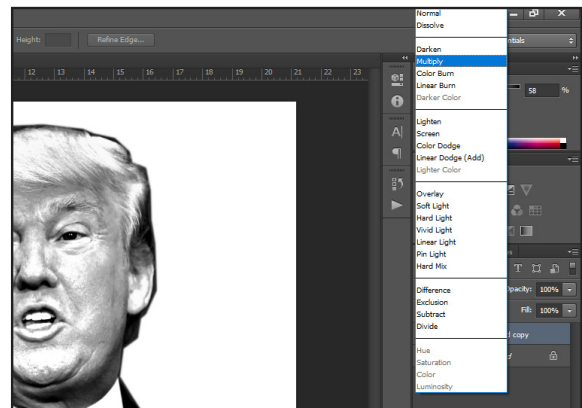 Height:
Refine Edge...
12 13 14 15 16 17 18 19 20 21 22 23
Normal
Dissolve
Darken
Multiply
Color Burn
Linear Burn
Darker Color
Lighten
Screen
Color Dodge
Linear Dodge (Add)
Lighter Color
Overlay
Soft Light
Hard Light
Vivid Light
Linear Light
Pin Light
Hard Mix
Difference
Exclusion
Subtract
Divide
Hue
Saturation
Color
Luminosity
ntials
58 %
A
T
Opacity: 100%
Fill: 100%
copy